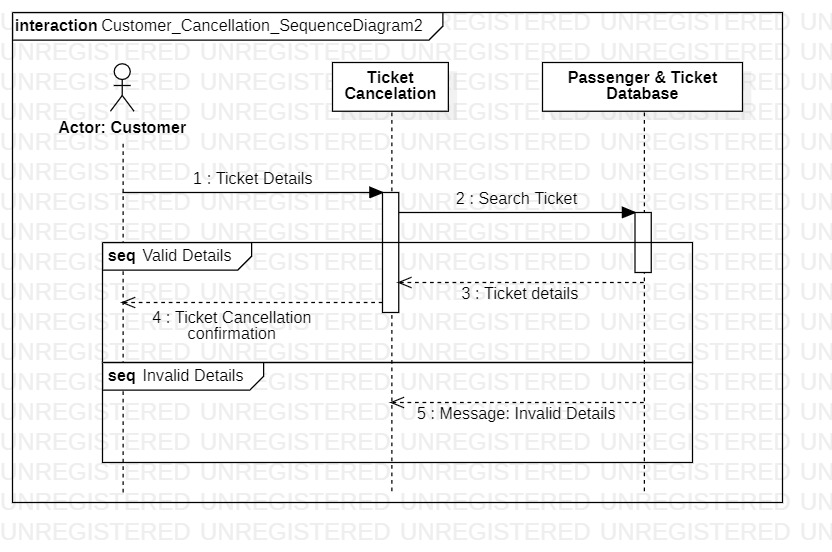 interaction Customer_Cancellation_SequenceDiagram2
Ticket
Cancelation
Passenger & Ticket
Database
Actor: Customer
1 : Ticket Details
2 : Search Ticket
seq Valid Details
3 : Ticket details
4 : Ticket Cancellation
confirmation
seq Invalid Details
5 : Message: Invalid Details
UNREGISTERED